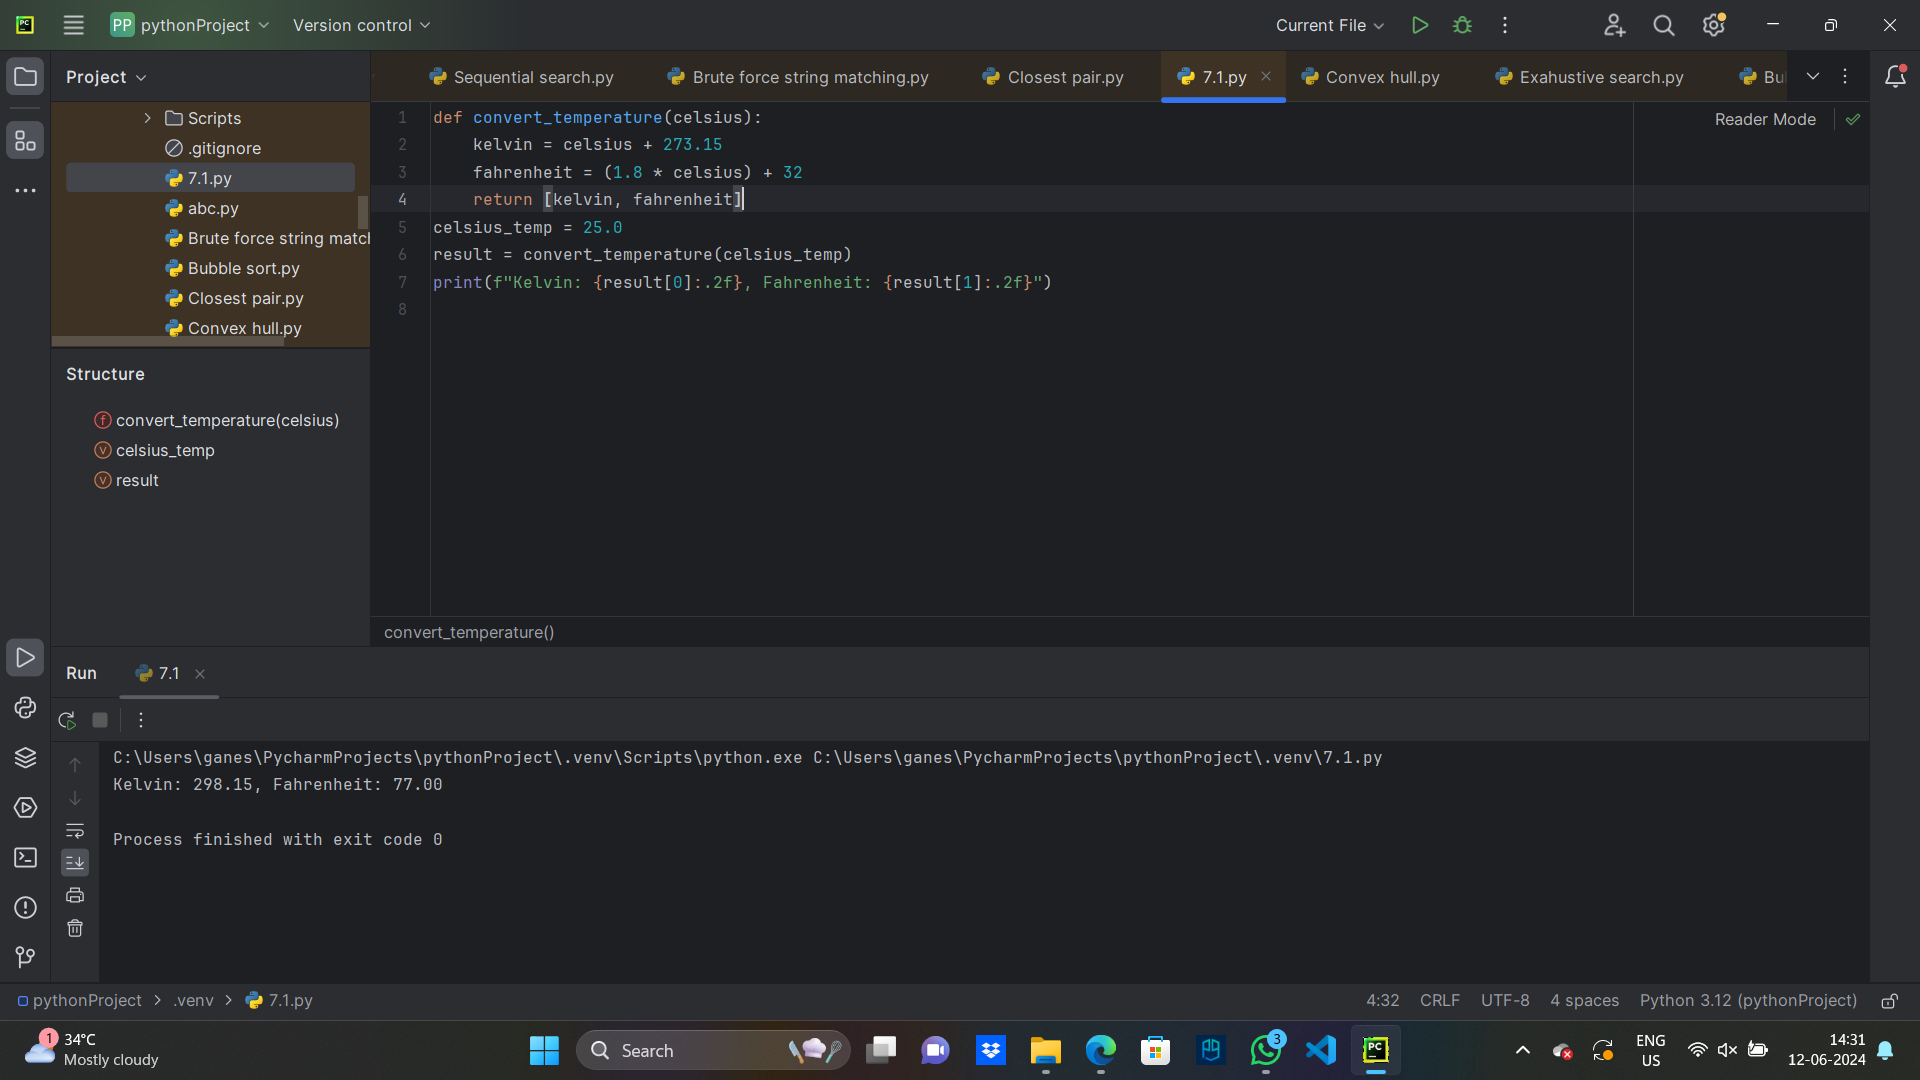 PC
PP pythonProject
Version control
Current File
Project
Sequential search.py
Brute force string matching.py
Closest pair.py
7.1.py
Convex hull.py
Exahustive search.py
Scripts
.gitignore
7.1.py
abc.py
Brute force string match
Bubble sort.py
Closest pair.py
Convex hull.py
1 def convert_temperature(celsius):
2 kelvin = celsius + 273.15
3 fahrenheit = (1.8 * celsius) + 32
4 return [kelvin, fahrenheit]
5 celsius_temp = 25.0
6 result = convert_temperature(celsius_temp)
7 print(f"Kelvin: {result[0]:.2f}, Fahrenheit: {result[1]:.2f}")
8
Reader Mode
Structure
f convert_temperature(celsius)
v celsius_temp
v result
convert_temperature()
Run
7.1
C:\Users\ganes\PycharmProjects\pythonProject\.venv\Scripts\python.exe C:\Users\ganes\PycharmProjects\pythonProject\.venv\7.1.py
Kelvin: 298.15, Fahrenheit: 77.00
Process finished with exit code 0
pythonProject > .venv > 7.1.py
4:32 CRLF UTF-8 4 spaces Python 3.12 (pythonProject)
1
34°C
Mostly cloudy
Search
3
PC
ENG
US
14:31
12-06-2024